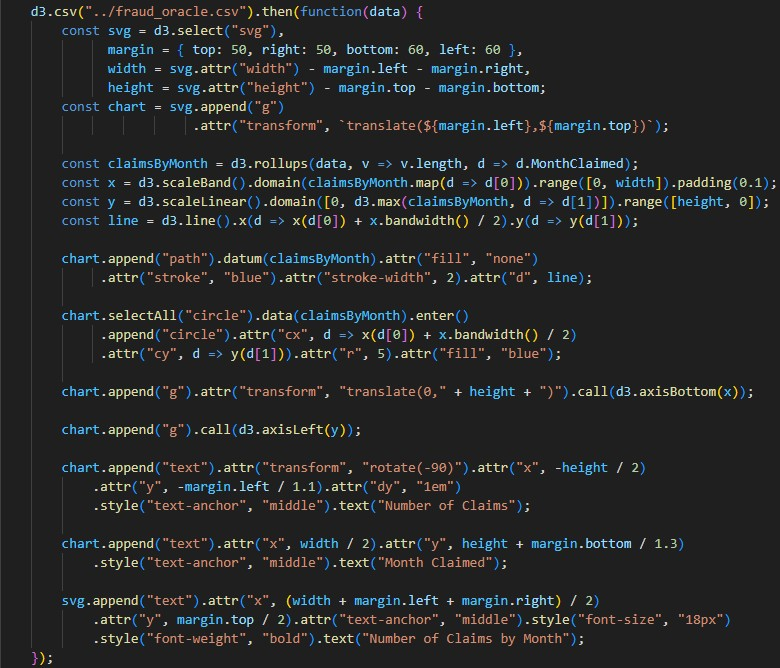 d3.csv("../fraud_oracle.csv").then(function(data) {
    const svg = d3.select("svg"),
          margin = { top: 50, right: 50, bottom: 60, left: 60 },
          width = svg.attr("width") - margin.left - margin.right,
          height = svg.attr("height") - margin.top - margin.bottom;
    const chart = svg.append("g")
                     .attr("transform", `translate(${margin.left},${margin.top})`);

    const claimsByMonth = d3.rollups(data, v => v.length, d => d.MonthClaimed);
    const x = d3.scaleBand().domain(claimsByMonth.map(d => d[0])).range([0, width]).padding(0.1);
    const y = d3.scaleLinear().domain([0, d3.max(claimsByMonth, d => d[1])]).range([height, 0]);
    const line = d3.line().x(d => x(d[0]) + x.bandwidth() / 2).y(d => y(d[1]));

    chart.append("path").datum(claimsByMonth).attr("fill", "none")
        .attr("stroke", "blue").attr("stroke-width", 2).attr("d", line);

    chart.selectAll("circle").data(claimsByMonth).enter()
        .append("circle").attr("cx", d => x(d[0]) + x.bandwidth() / 2)
        .attr("cy", d => y(d[1])).attr("r", 5).attr("fill", "blue");

    chart.append("g").attr("transform", "translate(0," + height + ")").call(d3.axisBottom(x));

    chart.append("g").call(d3.axisLeft(y));

    chart.append("text").attr("transform", "rotate(-90)").attr("x", -height / 2)
        .attr("y", -margin.left / 1.1).attr("dy", "1em")
        .style("text-anchor", "middle").text("Number of Claims");

    chart.append("text").attr("x", width / 2).attr("y", height + margin.bottom / 1.3)
        .style("text-anchor", "middle").text("Month Claimed");

    svg.append("text").attr("x", (width + margin.left + margin.right) / 2)
        .attr("y", margin.top / 2).attr("text-anchor", "middle").style("font-size", "18px")
        .style("font-weight", "bold").text("Number of Claims by Month");
});